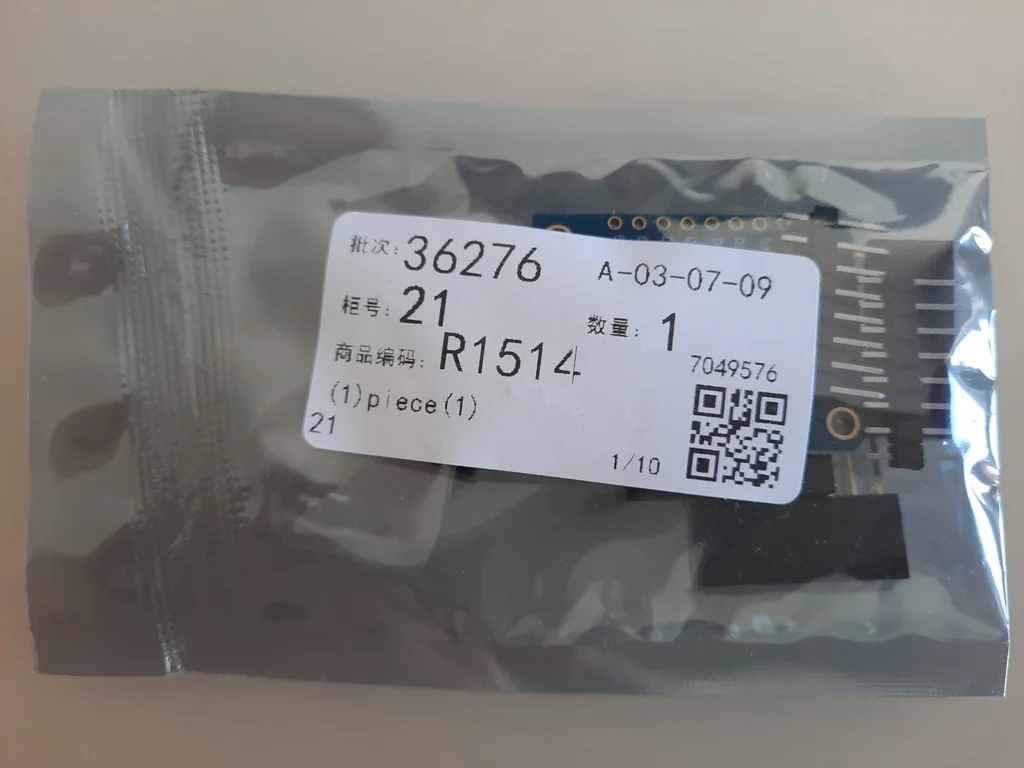 批次: 36276 A-03-07-09
柜号: 21 数量: 1
商品编码: R1514 7049576
(1)piece(1)
21
1/10